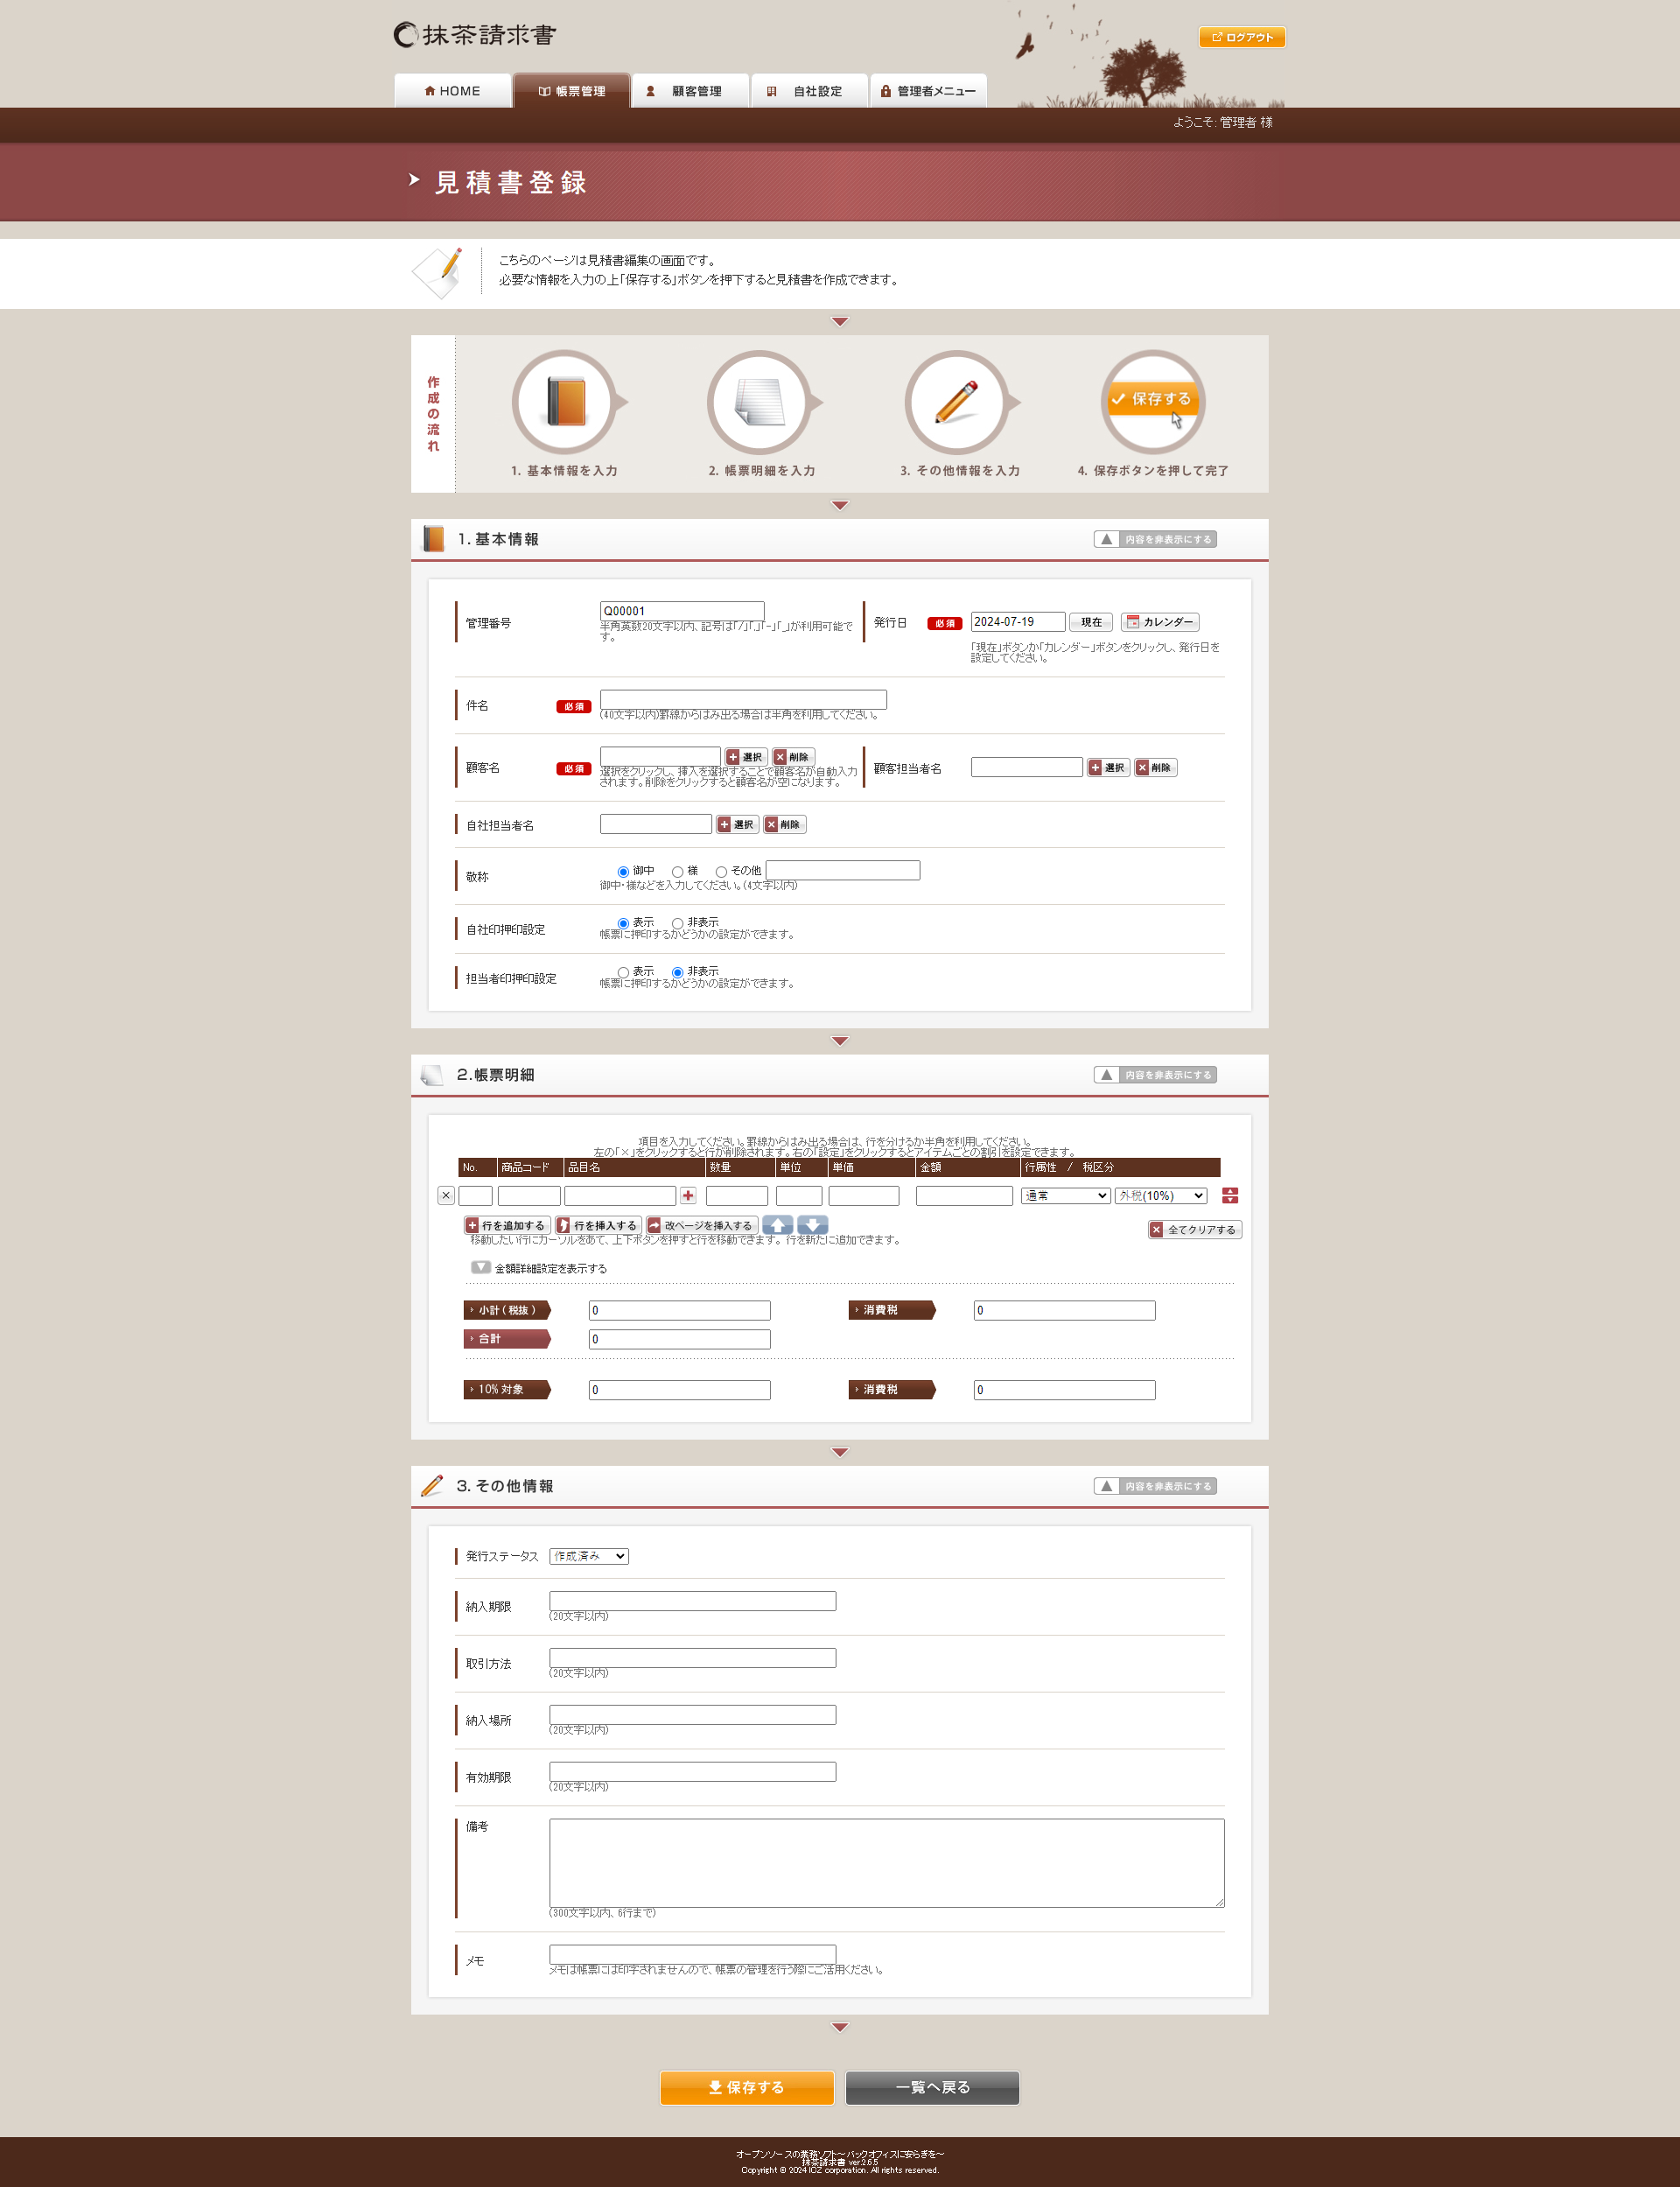 抹茶請求書
ログアウト
HOME
帳票管理
顧客管理
自社設定
管理者メニュー
ようこそ: 管理者 様
見積書登録
こちらのページは見積書編集の画面です。
必要な情報を入力の上「保存する」ボタンを押下すると見積書を作成できます。
作成の流れ
保存する
1. 基本情報を入力
2. 帳票明細を入力
3. その他情報を入力
4. 保存ボタンを押して完了
1. 基本情報
内容を非表示にする
管理番号
Q00001
半角英数20文字以内、記号は「/」「.」「-」「_」が利用可能で
す。
発行日
必須
2024-07-19
現在
カレンダー
「現在」ボタンか「カレンダー」ボタンをクリックし、発行日を
設定してください。
件名
必須
(40文字以内)罫線からはみ出る場合は半角を利用してください。
顧客名
必須
選択
削除
選択をクリックし、挿入を選択することで顧客名が自動入力
されます。削除をクリックすると顧客名が空になります。
顧客担当者名
選択
削除
自社担当者名
選択
削除
敬称
御中
様
その他
御中・様などを入力してください。(4文字以内)
自社印押印設定
表示
非表示
帳票に押印するかどうかの設定ができます。
担当者印押印設定
表示
非表示
帳票に押印するかどうかの設定ができます。
2.帳票明細
内容を非表示にする
項目を入力してください。罫線からはみ出る場合は、行を分けるか半角を利用してください。
左の「×」をクリックすると行が削除されます。右の「設定」をクリックするとアイテムごとの割引を設定できます。
No.
商品コード
品目名
数量
単位
単価
金額
行属性 / 税区分
通常
外税(10%)
行を追加する
行を挿入する
改ページを挿入する
全てクリアする
移動したい行にカーソルをあて、上下ボタンを押すと行を移動できます。 行を新たに追加できます。
金額詳細設定を表示する
小計(税抜)
0
消費税
0
合計
0
10% 対象
0
消費税
0
3. その他情報
内容を非表示にする
発行ステータス
作成済み
納入期限
(20文字以内)
取引方法
(20文字以内)
納入場所
(20文字以内)
有効期限
(20文字以内)
備考
(300文字以内、6行まで)
メモ
メモは帳票には印字されませんので、帳票の管理を行う際にご活用ください。
保存する
一覧へ戻る
オープンソースの業務ソフト～バックオフィスに安らぎを～
抹茶請求書 ver.2.6.5
Copyright © 2024 ICZ corporation. All rights reserved.